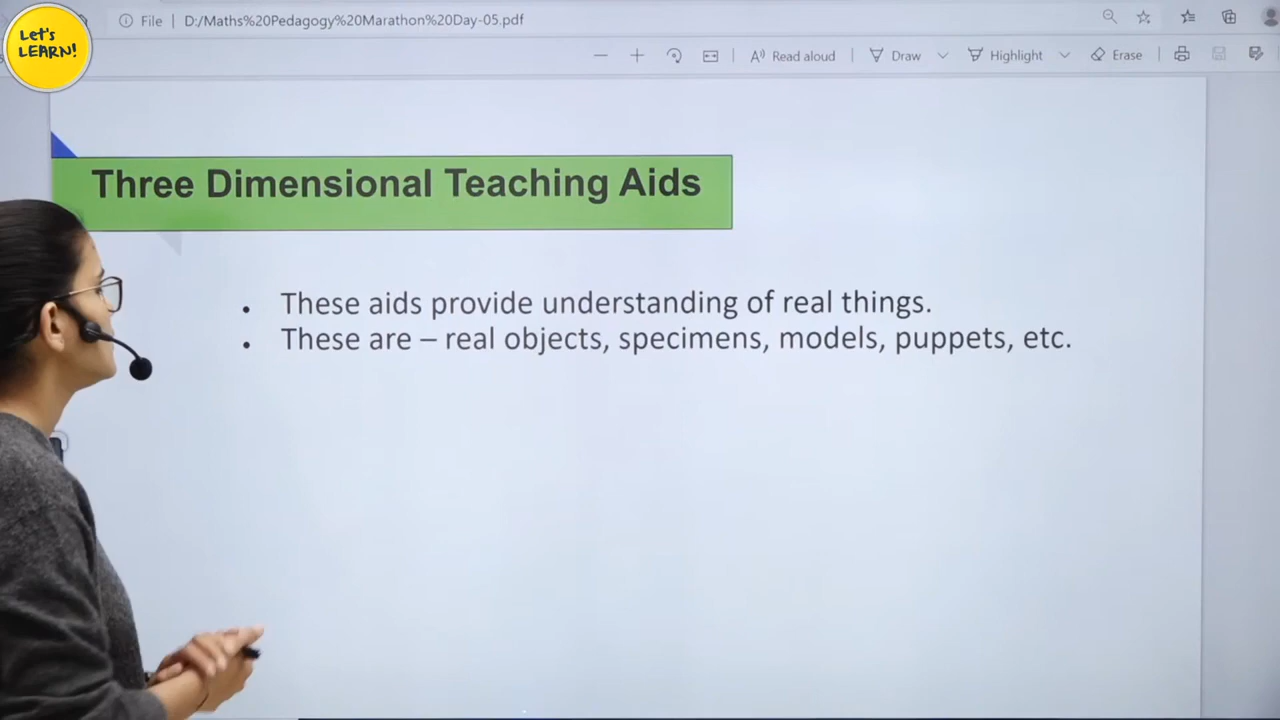 Let's
LEARN!
File
D:/Maths%20Pedagogy%20Marathon%20Day-05.pdf
Read aloud
Draw
Highlight
Erase
Three Dimensional Teaching Aids
• These aids provide understanding of real things.
• These are – real objects, specimens, models, puppets, etc.